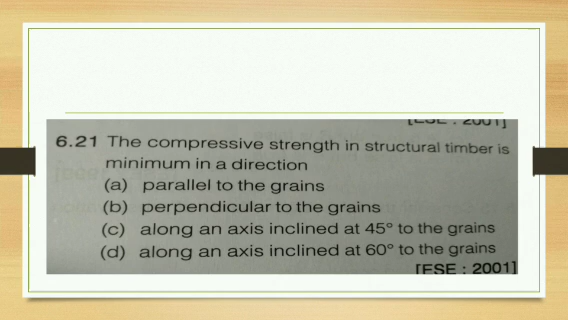 [ESE : 2001]
6.21 The compressive strength in structural timber is
minimum in a direction
(a) parallel to the grains
(b) perpendicular to the grains
(c) along an axis inclined at 45° to the grains
(d) along an axis inclined at 60° to the grains
[ESE : 2001]